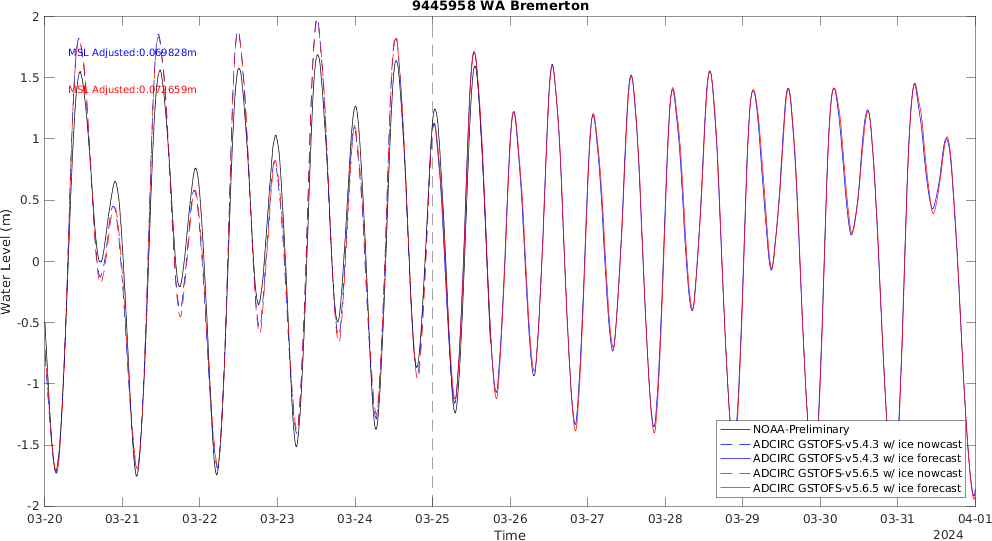 9445958 WA Bremerton
MSL Adjusted:0.069828m
MSL Adjusted:0.072659m
Water Level (m)
2
1.5
1
0.5
0
-0.5
-1
-1.5
-2
NOAA-Preliminary
ADCIRC GSTOFS-v5.4.3 w/ ice nowcast
ADCIRC GSTOFS-v5.4.3 w/ ice forecast
ADCIRC GSTOFS-v5.6.5 w/ ice nowcast
ADCIRC GSTOFS-v5.6.5 w/ ice forecast
03-20 03-21 03-22 03-23 03-24 03-25 03-26 03-27 03-28 03-29 03-30 03-31 04-01
Time
2024